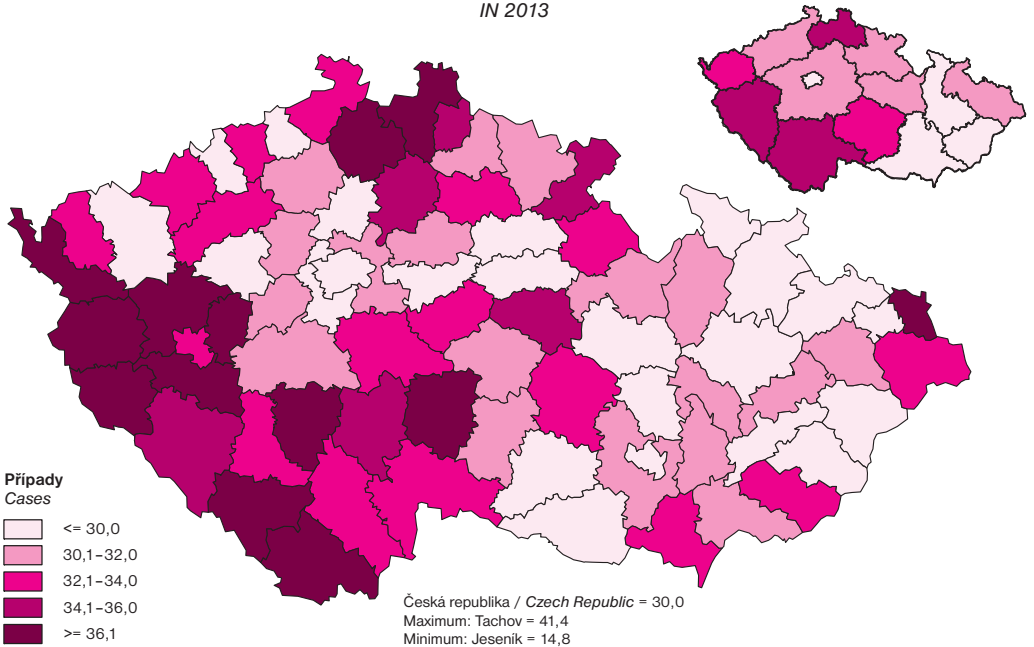 IN 2013
Případy
Cases
<= 30,0
30,1–32,0
32,1–34,0
34,1–36,0
>= 36,1
Česká republika / Czech Republic = 30,0
Maximum: Tachov = 41,4
Minimum: Jeseník = 14,8